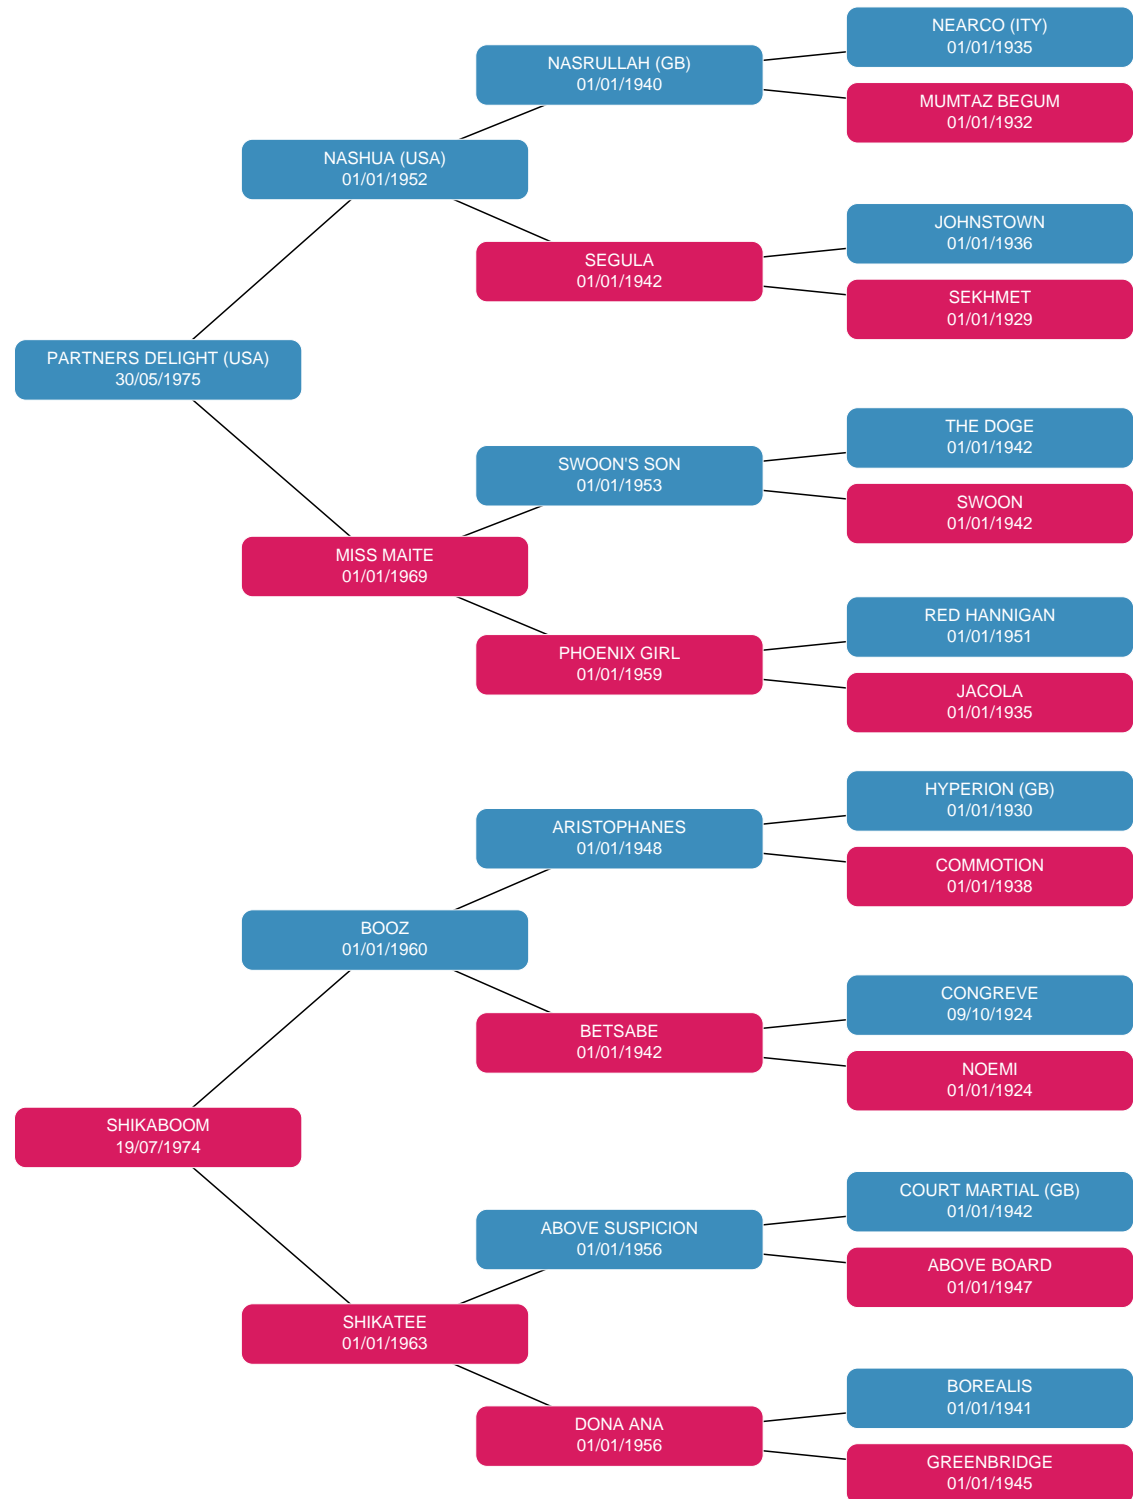 NEARCO (ITY)
01/01/1935
NASRULLAH (GB)
01/01/1940
MUMTAZ BEGUM
01/01/1932
NASHUA (USA)
01/01/1952
JOHNSTOWN
01/01/1936
SEGULA
01/01/1942
SEKHMET
01/01/1929
PARTNERS DELIGHT (USA)
30/05/1975
THE DOGE
01/01/1942
SWOON'S SON
01/01/1953
SWOON
01/01/1942
MISS MAITE
01/01/1969
RED HANNIGAN
01/01/1951
PHOENIX GIRL
01/01/1959
JACOLA
01/01/1935
HYPERION (GB)
01/01/1930
ARISTOPHANES
01/01/1948
COMMOTION
01/01/1938
BOOZ
01/01/1960
CONGREVE
09/10/1924
BETSABE
01/01/1942
NOEMI
01/01/1924
SHIKABOOM
19/07/1974
COURT MARTIAL (GB)
01/01/1942
ABOVE SUSPICION
01/01/1956
ABOVE BOARD
01/01/1947
SHIKATEE
01/01/1963
BOREALIS
01/01/1941
DONA ANA
01/01/1956
GREENBRIDGE
01/01/1945